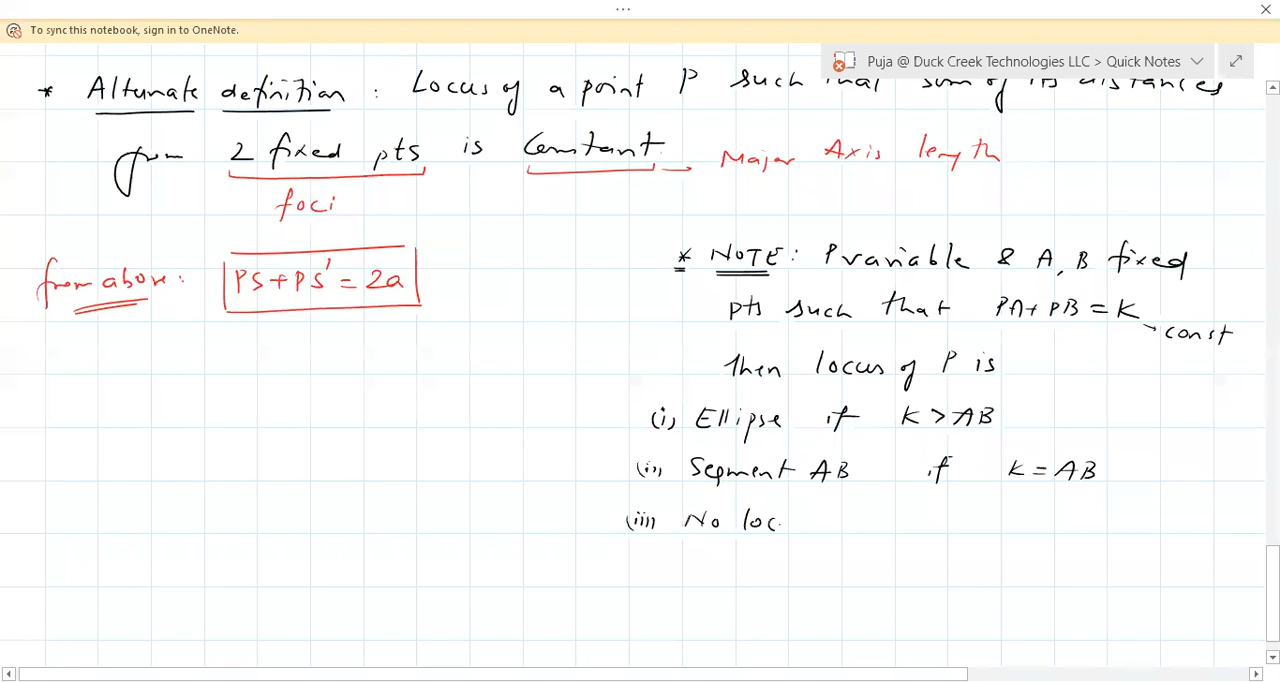 To sync this notebook, sign in to OneNote.
Puja @ Duck Creek Technologies LLC > Quick Notes
* Alternate definition : Locus of a point P such that sum of its distances
from 2 fixed pts is Constant → Major Axis length
foci
from above : PS + PS' = 2a
* NOTE : P variable & A, B fixed
pts such that PA + PB = K
→ const
then locus of P is
(i) Ellipse if K > AB
(ii) Segment AB if K = AB
(iii) No loc